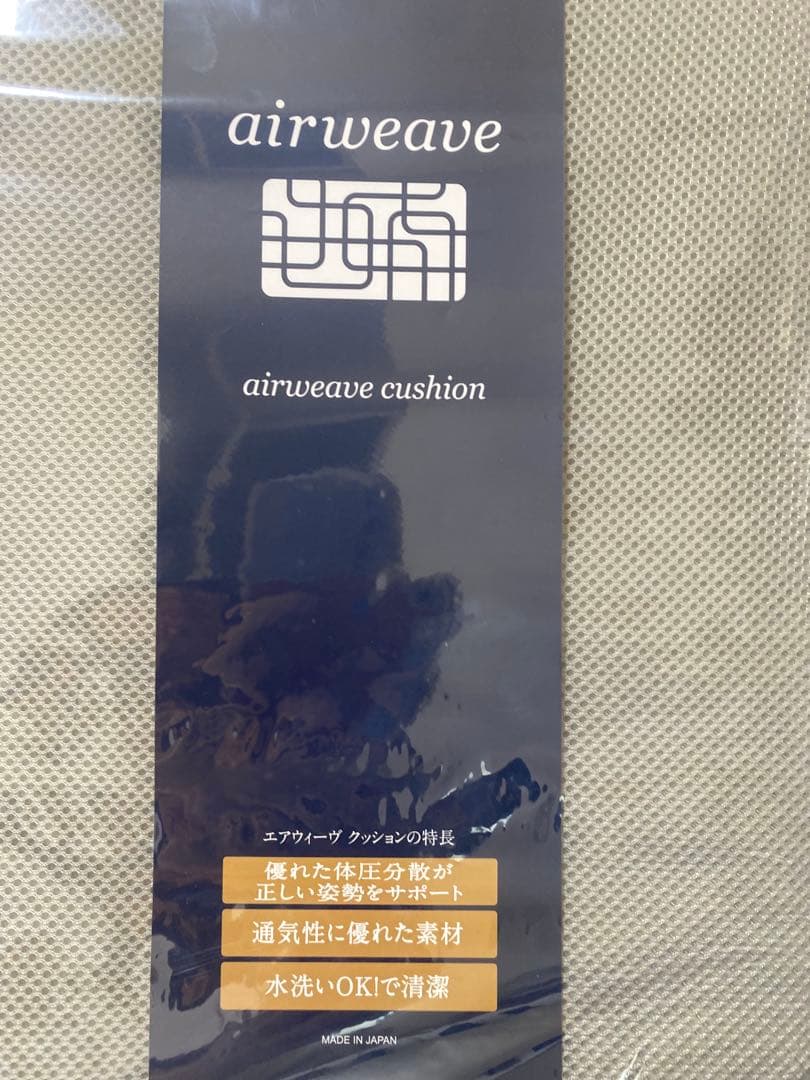 airweave
airweave cushion
エアウィーヴ クッションの特長
優れた体圧分散が
正しい姿勢をサポート
通気性に優れた素材
水洗いOK!で清潔
MADE IN JAPAN